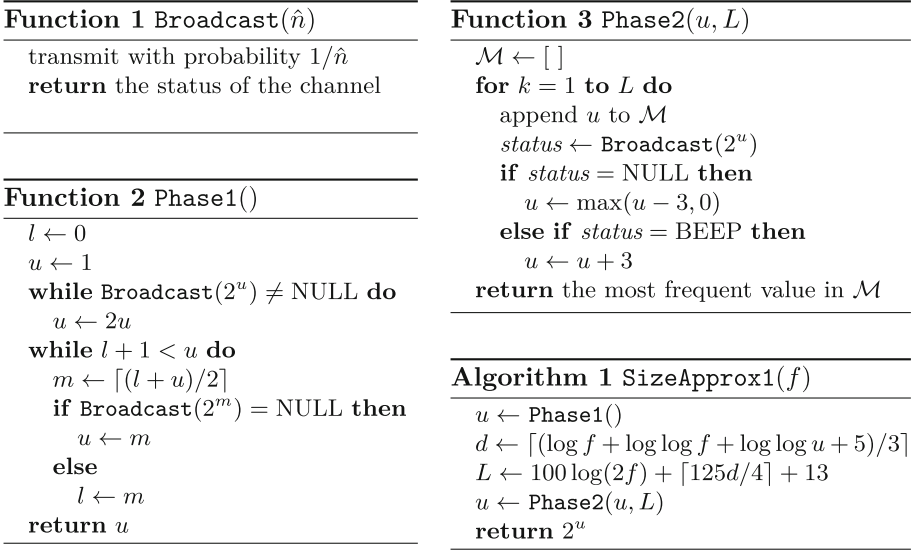 Function 1 Broadcast(n̂)
transmit with probability 1/n̂
return the status of the channel
Function 2 Phase1()
l ← 0
u ← 1
while Broadcast(2^u) ≠ NULL do
u ← 2u
while l + 1 < u do
m ← ⌈(l + u)/2⌉
if Broadcast(2^m) = NULL then
u ← m
else
l ← m
return u
Function 3 Phase2(u, L)
ℳ ← [ ]
for k = 1 to L do
append u to ℳ
status ← Broadcast(2^u)
if status = NULL then
u ← max(u − 3, 0)
else if status = BEEP then
u ← u + 3
return the most frequent value in ℳ
Algorithm 1 SizeApprox1(f)
u ← Phase1()
d ← ⌈(log f + log log f + log log u + 5)/3⌉
L ← 100 log(2f) + ⌈125d/4⌉ + 13
u ← Phase2(u, L)
return 2^u